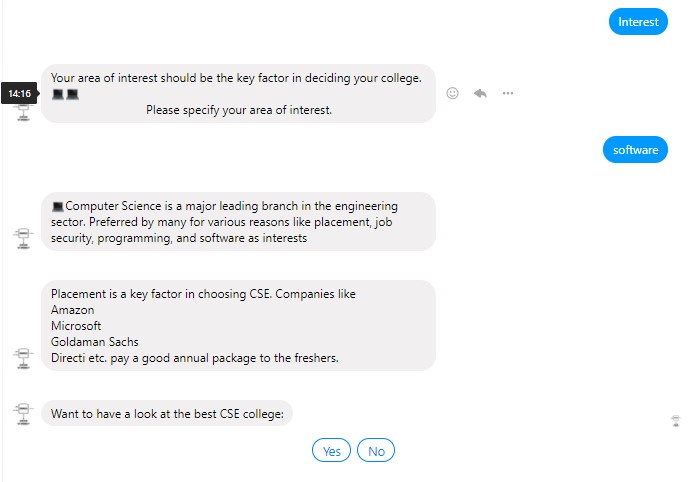 Interest
Your area of interest should be the key factor in deciding your college.
14:16
Please specify your area of interest.
software
Computer Science is a major leading branch in the engineering
sector. Preferred by many for various reasons like placement, job
security, programming, and software as interests
Placement is a key factor in choosing CSE. Companies like
Amazon
Microsoft
Goldaman Sachs
Directi etc. pay a good annual package to the freshers.
Want to have a look at the best CSE college:
Yes No